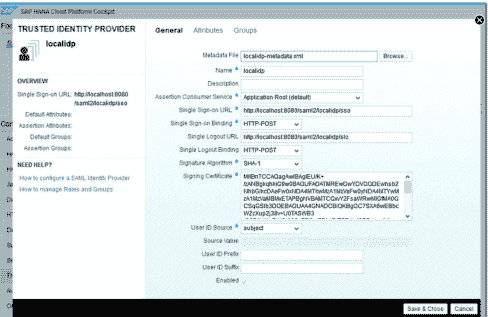 SAP HANA Cloud Platform Cockpit
TRUSTED IDENTITY PROVIDER
localidp
OVERVIEW
Single Sign-on URL: http://localhost:8080
/saml2/localidp/sso
Default Attributes:
Assertion Attributes:
Default Groups:
Assertion Groups:
NEED HELP?
How to configure a SAML Identity Provider
How to manage Roles and Groups
General Attributes Groups
Metadata File localidp-metadata.xml Browse...
Name * localidp
Description
Assertion Consumer Service * Application Root (default)
Single Sign-on URL * http://localhost:8080/saml2/localidp/sso
Single Sign-on Binding * HTTP-POST
Single Logout URL http://localhost:8080/saml2/localidp/slo
Single Logout Binding HTTP-POST
Signature Algorithm * SHA-1
Signing Certificate *
User ID Source * subject
Source Value
User ID Prefix
User ID Suffix
Enabled
Save & Close Cancel